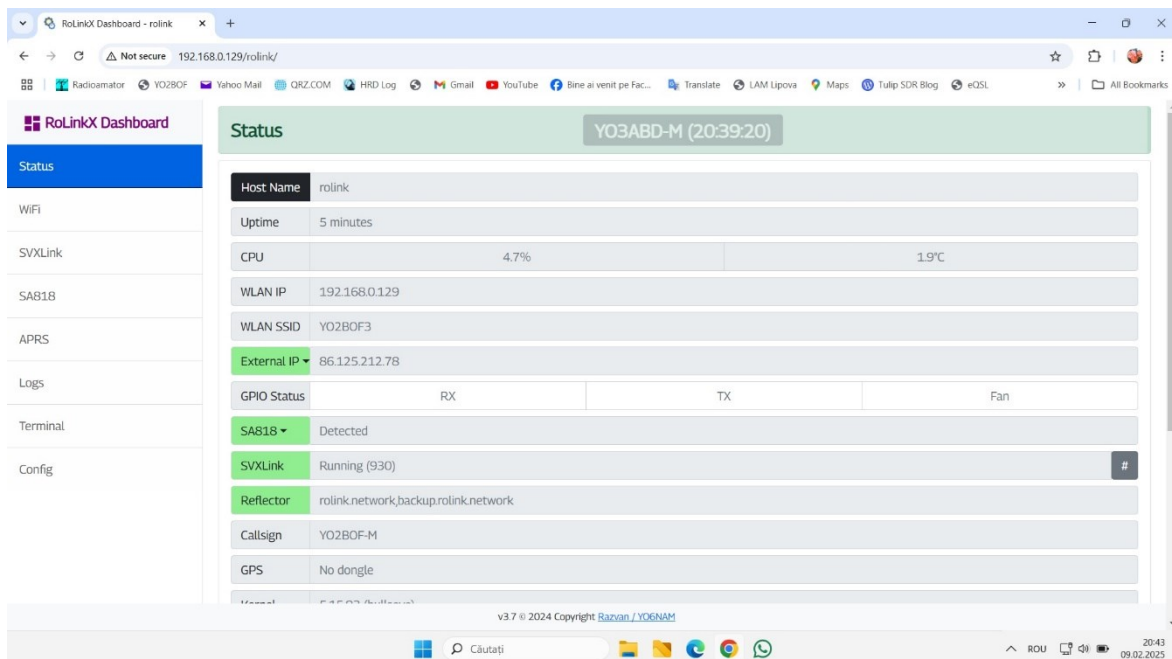 RoLinkX Dashboard - rolink
Not secure 192.168.0.129/rolink/
Radioamator YO2BOF Yahoo Mail QRZ.COM HRD Log Gmail YouTube Bine ai venit pe Fac... Translate LAM Lipova Maps Tulip SDR Blog eQSL » All Bookmarks
RoLinkX Dashboard
Status
WiFi
SVXLink
SA818
APRS
Logs
Terminal
Config
Status YO3ABD-M (20:39:20)
Host Name rolink
Uptime 5 minutes
CPU 4.7% 1.9°C
WLAN IP 192.168.0.129
WLAN SSID YO2BOF3
External IP 86.125.212.78
GPIO Status RX TX Fan
SA818 Detected
SVXLink Running (930) #
Reflector rolink.network,backup.rolink.network
Callsign YO2BOF-M
GPS No dongle
v3.7 © 2024 Copyright Razvan / YO6NAM
Căutați
ROU 20:43
09.02.2025